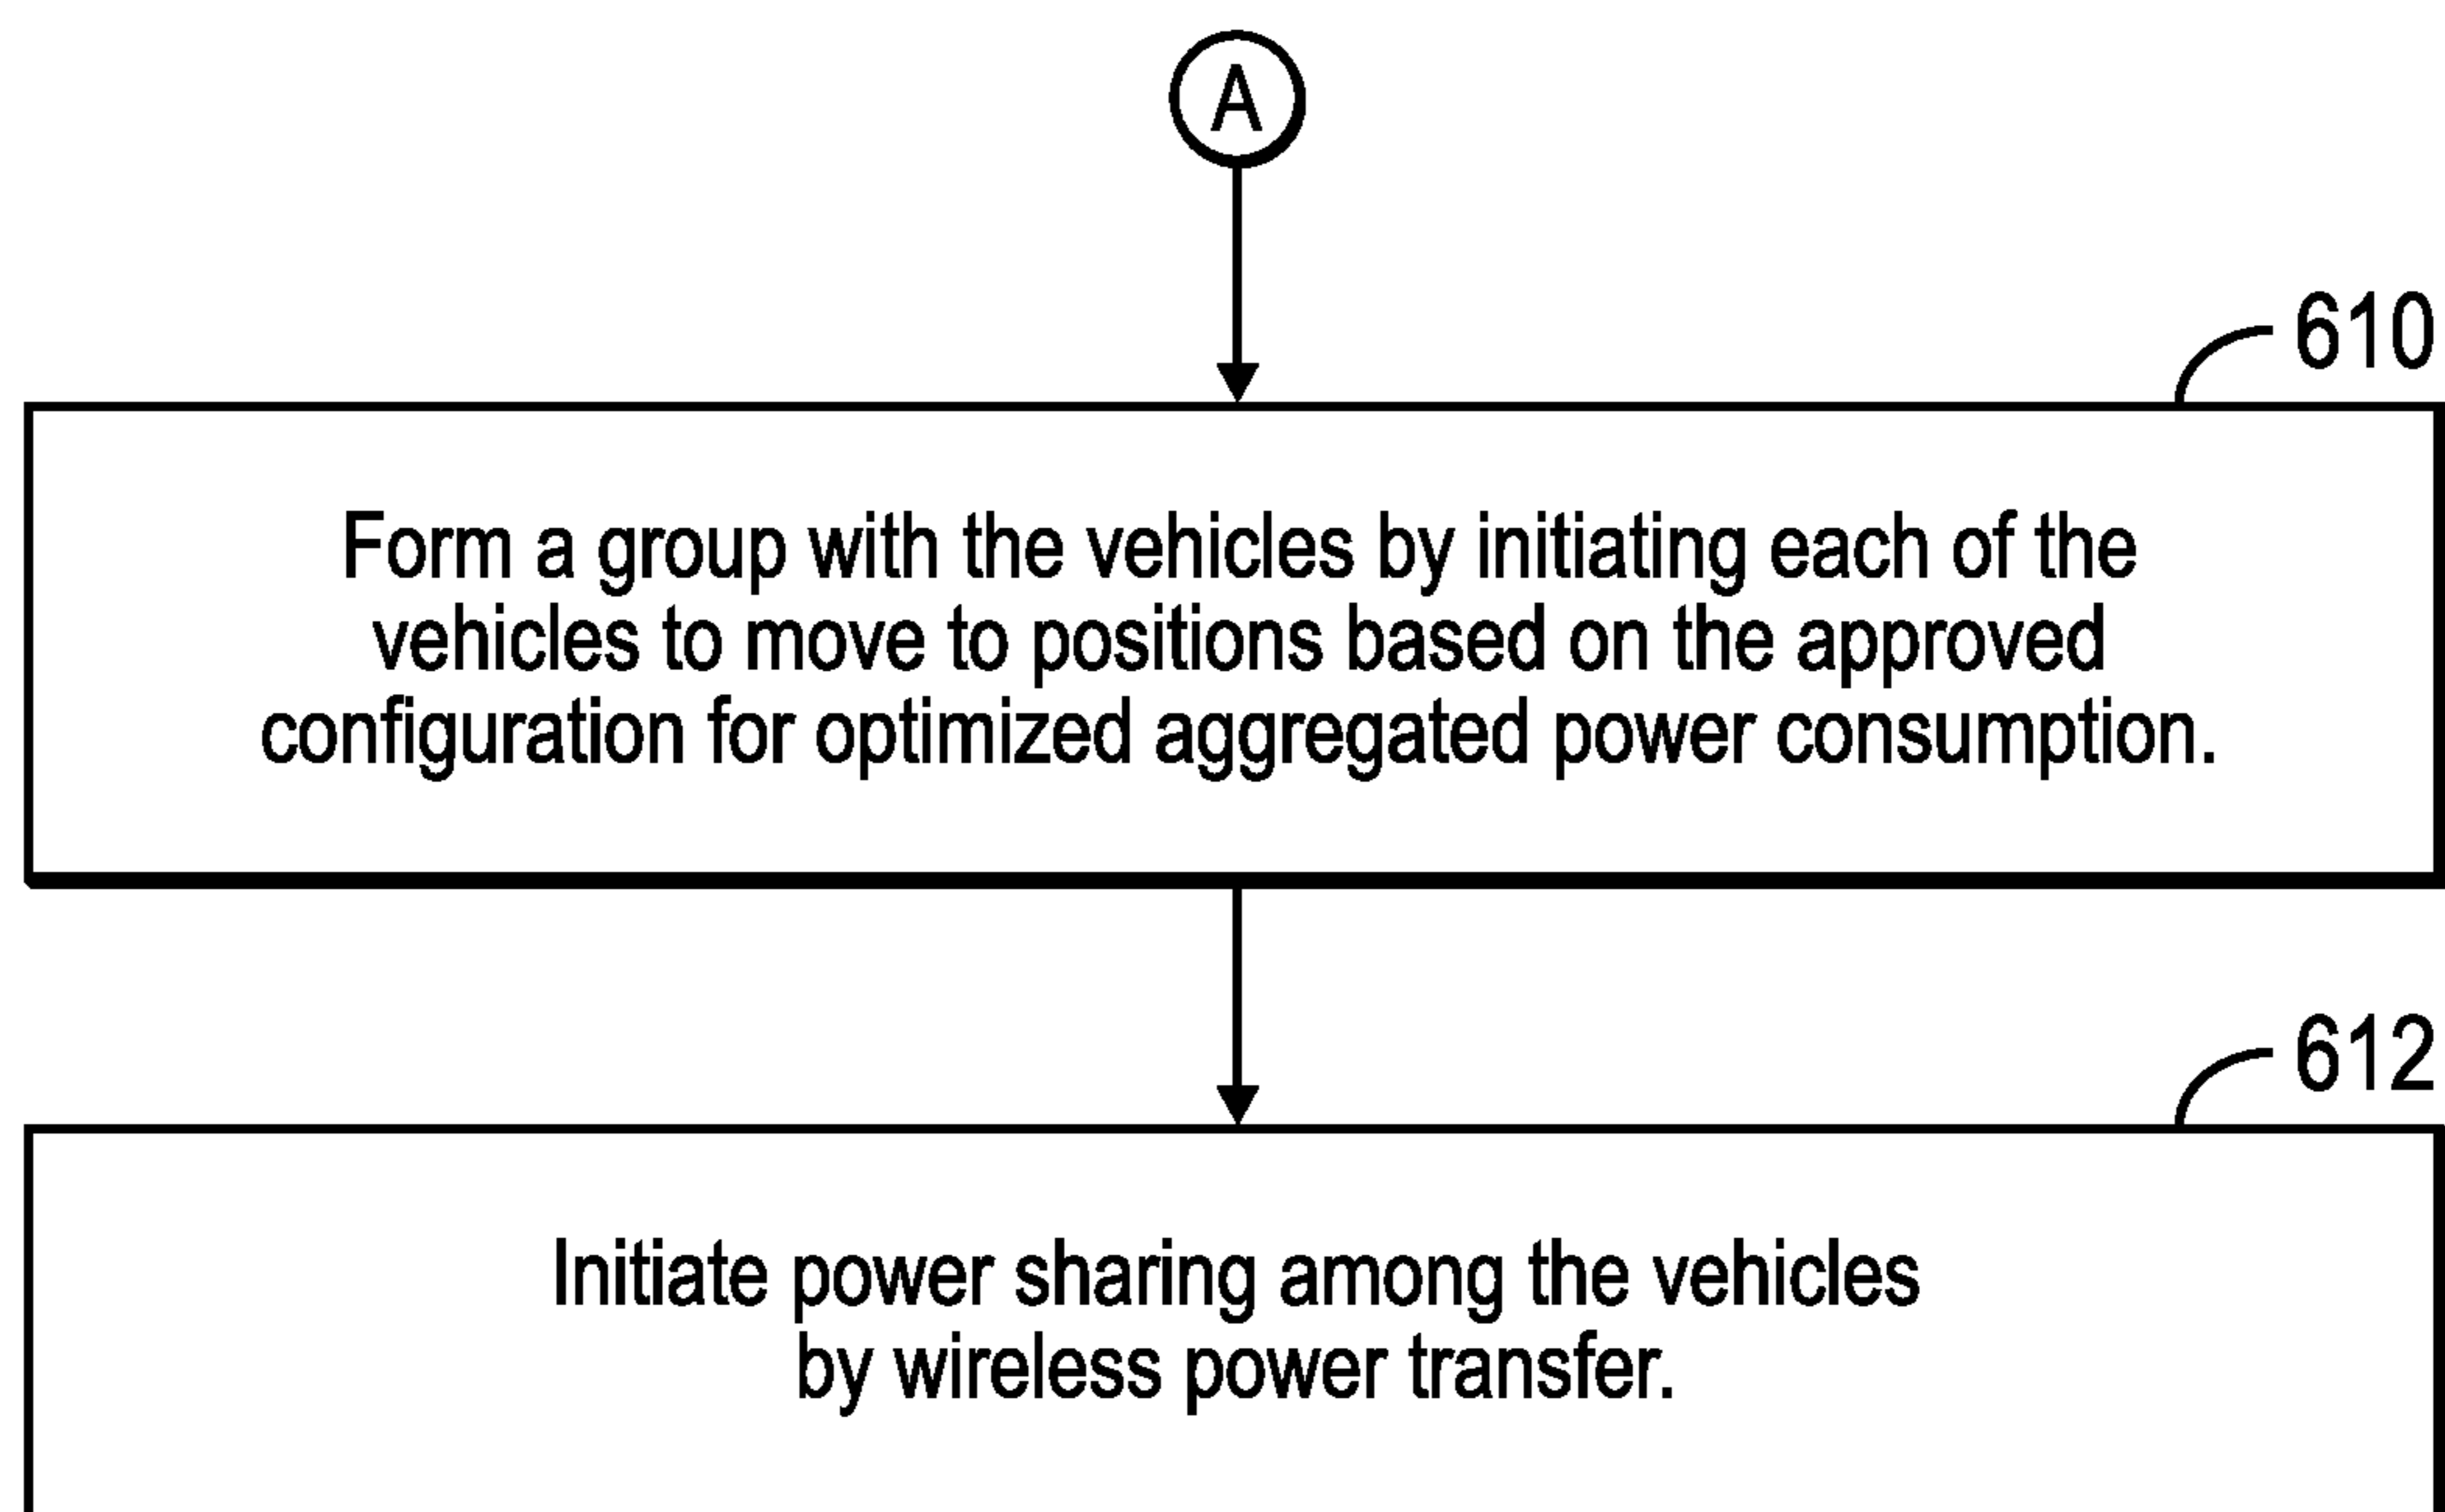 A
610
Form a group with the vehicles by initiating each of the
vehicles to move to positions based on the approved
configuration for optimized aggregated power consumption.
612
Initiate power sharing among the vehicles
by wireless power transfer.